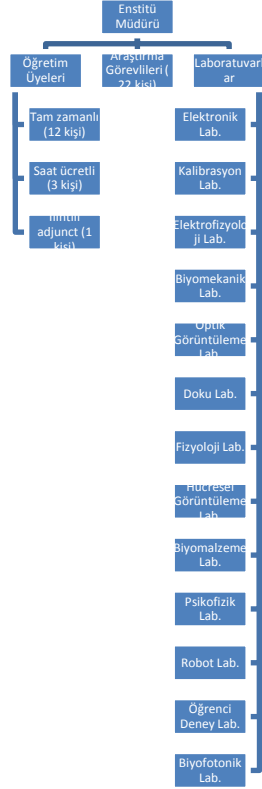 Enstitü
Müdürü
Öğretim
Üyeleri
Araştırma
Görevlileri (
22 kişi)
Laboratuvarl
ar
Tam zamanlı
(12 kişi)
Saat ücretli
(3 kişi)
adjunct (1
kişi)
Elektronik
Lab.
Kalibrasyon
Lab.
Elektrofizyolo
ji Lab.
Biyomekanik
Lab.
Optik
Görüntüleme
Lab.
Doku Lab.
Fizyoloji Lab.
Hücresel
Görüntüleme
Lab.
Biyomalzeme
Lab.
Psikofizik
Lab.
Robot Lab.
Öğrenci
Deney Lab.
Biyofotonik
Lab.